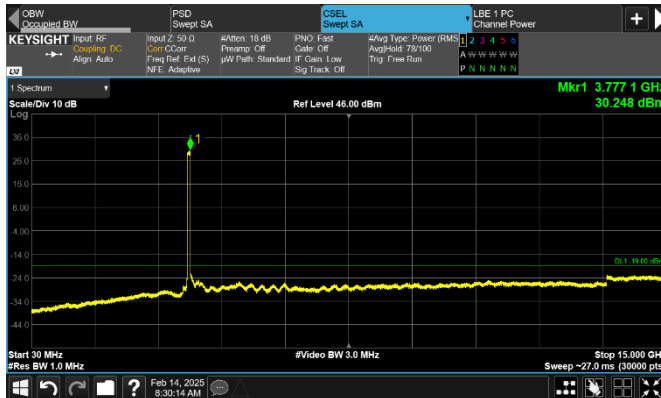 OBW
Occupied BW
PSD
Swept SA
CSEL
Swept SA
LBE 1 PC
Channel Power
KEYSIGHT
Input: RF
Coupling: DC
Align: Auto
LXI
Input Z: 50 Ω
Corr CCorr
Freq Ref: Ext (S)
NFE: Adaptive
#Atten: 18 dB
Preamp: Off
µW Path: Standard
PNO: Fast
Gate: Off
IF Gain: Low
Sig Track: Off
#Avg Type: Power (RMS
Avg|Hold: 78/100
Trig: Free Run
1 2 3 4 5 6
A W W W W W
P N N N N N
1 Spectrum
Scale/Div 10 dB
Ref Level 46.00 dBm
Mkr1 3.777 1 GHz
30.248 dBm
Log
36.0
26.0
16.0
6.00
-4.00
-14.0
-24.0
-34.0
-44.0
1
DL1 -19.00 dBm
Start 30 MHz
#Res BW 1.0 MHz
#Video BW 3.0 MHz
Stop 15.000 GHz
Sweep ~27.0 ms (30000 pts)
?
Feb 14, 2025
8:30:14 AM